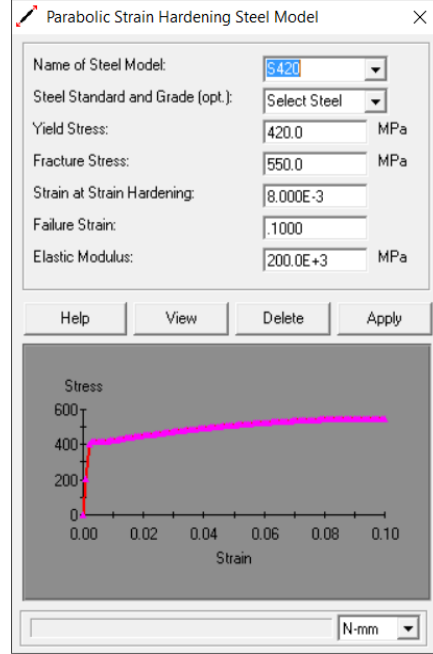 Parabolic Strain Hardening Steel Model
Name of Steel Model: S420
Steel Standard and Grade (opt.): Select Steel
Yield Stress: 420.0 MPa
Fracture Stress: 550.0 MPa
Strain at Strain Hardening: 8.000E-3
Failure Strain: .1000
Elastic Modulus: 200.0E+3 MPa
Help View Delete Apply
Stress
600
400
200
0
0.00 0.02 0.04 0.06 0.08 0.10
Strain
N-mm